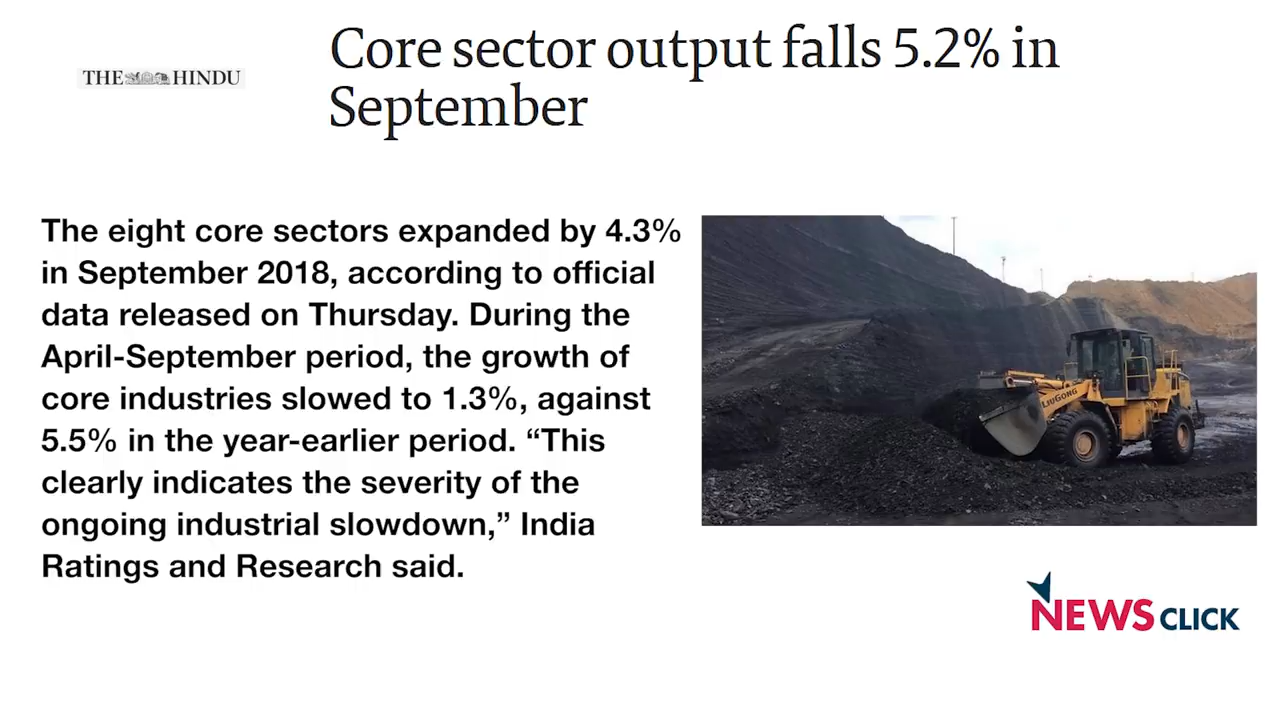 Core sector output falls 5.2% in
September
THE HINDU
The eight core sectors expanded by 4.3%
in September 2018, according to official
data released on Thursday. During the
April-September period, the growth of
core industries slowed to 1.3%, against
5.5% in the year-earlier period. “This
clearly indicates the severity of the
ongoing industrial slowdown,” India
Ratings and Research said.
LIUGONG
NEWSCLICK